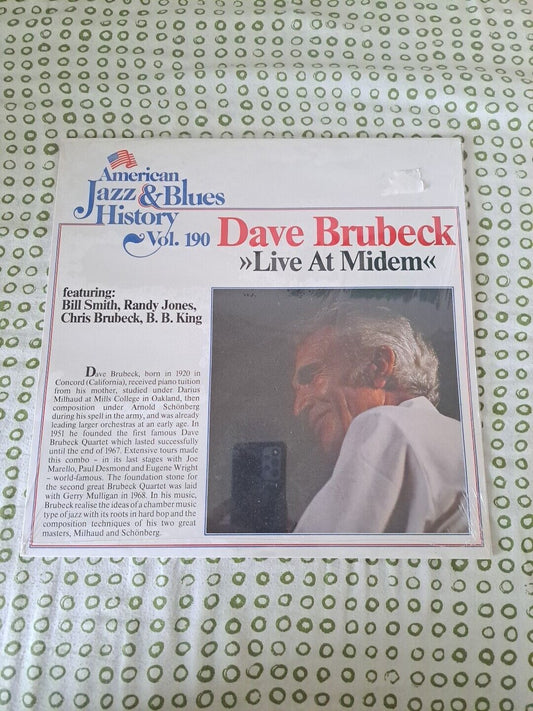 American
Jazz & Blues
History
Vol. 190
Dave Brubeck
»Live At Midem«
featuring:
Bill Smith, Randy Jones,
Chris Brubeck, B. B. King
Dave Brubeck, born in 1920 in
Concord (California), received piano tuition
from his mother, studied under Darius
Milhaud at Mills College in Oakland, then
composition under Arnold Schönberg
during his spell in the army, and was already
leading larger orchestras at an early age. In
1951 he founded the first famous Dave
Brubeck Quartet which lasted successfully
until the end of 1967. Extensive tours made
this combo – in its last stages with Joe
Marello, Paul Desmond and Eugene Wright
– world-famous. The foundation stone for
the second great Brubeck Quartet was laid
with Gerry Mulligan in 1968. In his music,
Brubeck realise the ideas of a chamber music
type of jazz with its roots in hard bop and the
composition techniques of his two great
masters, Milhaud and Schönberg.